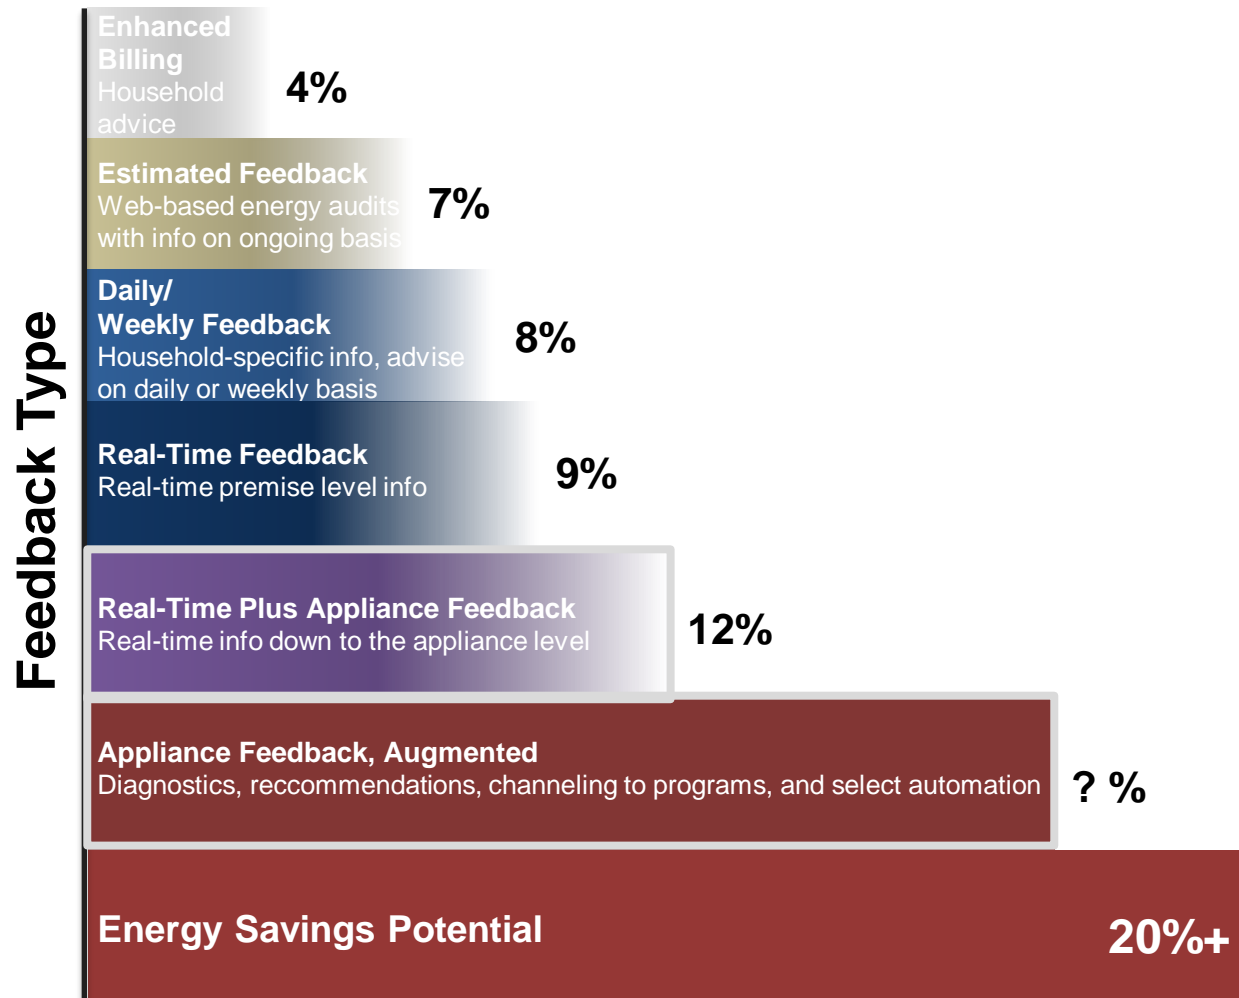 Feedback Type
Enhanced
Billing
Household
advice
4%
Estimated Feedback
Web-based energy audits
with info on ongoing basis
7%
Daily/
Weekly Feedback
Household-specific info, advise
on daily or weekly basis
8%
Real-Time Feedback
Real-time premise level info
9%
Real-Time Plus Appliance Feedback
Real-time info down to the appliance level
12%
Appliance Feedback, Augmented
Diagnostics, reccommendations, channeling to programs, and select automation
? %
Energy Savings Potential
20%+